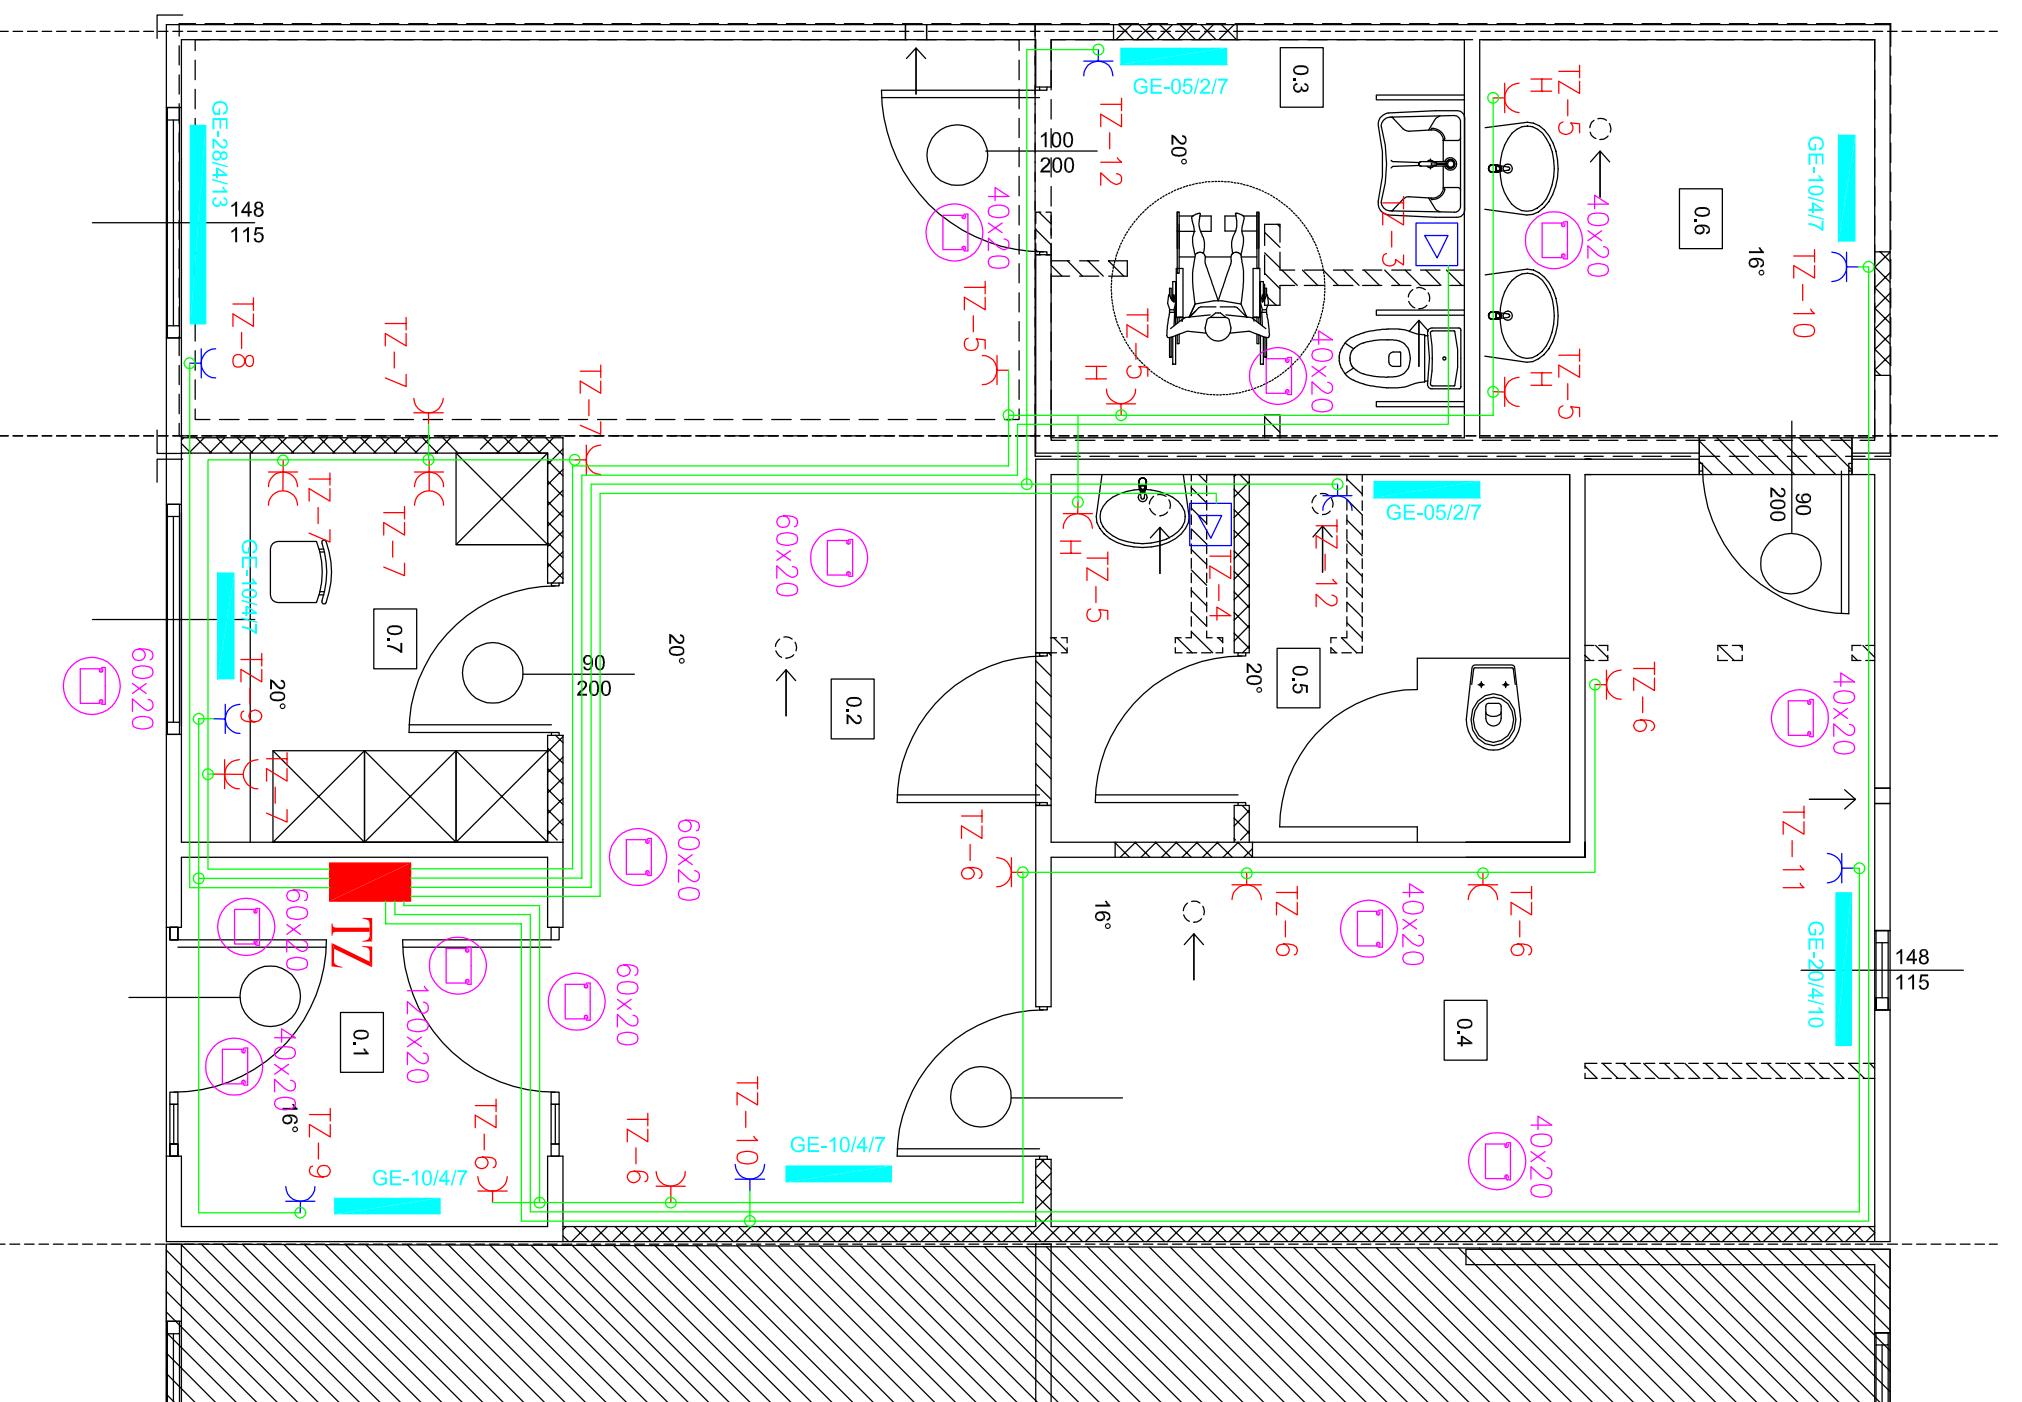 GE-28/4/13
148
115
TZ-8
TZ-7
TZ-5
40x20
100
200
TZ-12
GE-05/2/7
0.3
20°
TZ-3
TZ-5
H
40x20
TZ-5
H
40x20
TZ-5
H
0.6
16°
GE-10/4/7
TZ-10
TZ-7
TZ-7
TZ-7
GE-10/4/7
0.7
20°
TZ-9
TZ-7
60x20
90
200
60x20
20°
0.2
H
TZ-5
TZ-4
TZ-12
GE-05/2/7
20°
0.5
90
200
TZ-6
40x20
TZ-11
60x20
TZ-6
TZ-6
TZ-6
40x20
16°
GE-20/4/10
148
115
0.4
40x20
TZ
60x20
120x20
60x20
0.1
40x20
16°
TZ-9
GE-10/4/7
TZ-6
TZ-6
TZ-10
GE-10/4/7